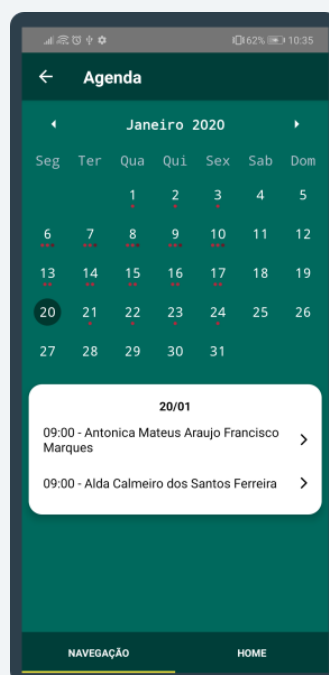 62% 10:35
Agenda
Janeiro 2020
Seg Ter Qua Qui Sex Sab Dom
1 2 3 4 5
6 7 8 9 10 11 12
13 14 15 16 17 18 19
20 21 22 23 24 25 26
27 28 29 30 31
20/01
09:00 - Antonica Mateus Araujo Francisco
Marques
09:00 - Alda Calmeiro dos Santos Ferreira
NAVEGAÇÃO HOME